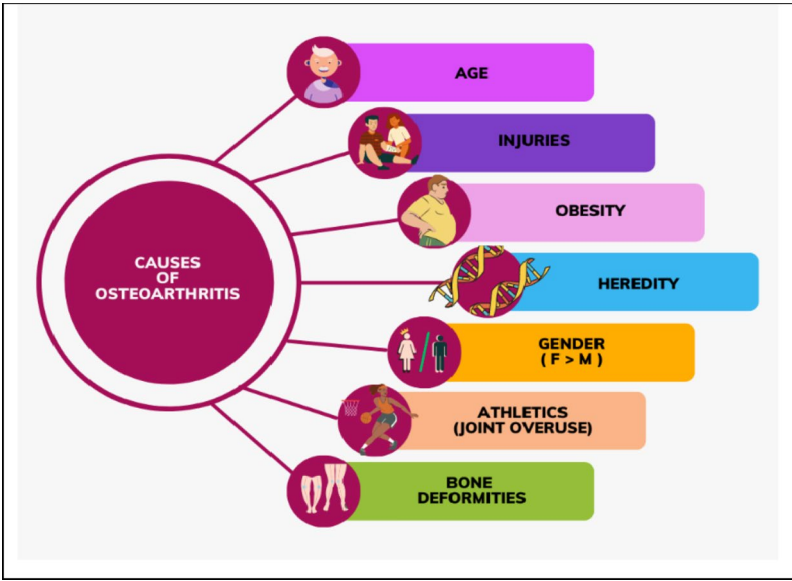 CAUSES
OF
OSTEOARTHRITIS
AGE
INJURIES
OBESITY
HEREDITY
GENDER
( F > M )
ATHLETICS
(JOINT OVERUSE)
BONE
DEFORMITIES